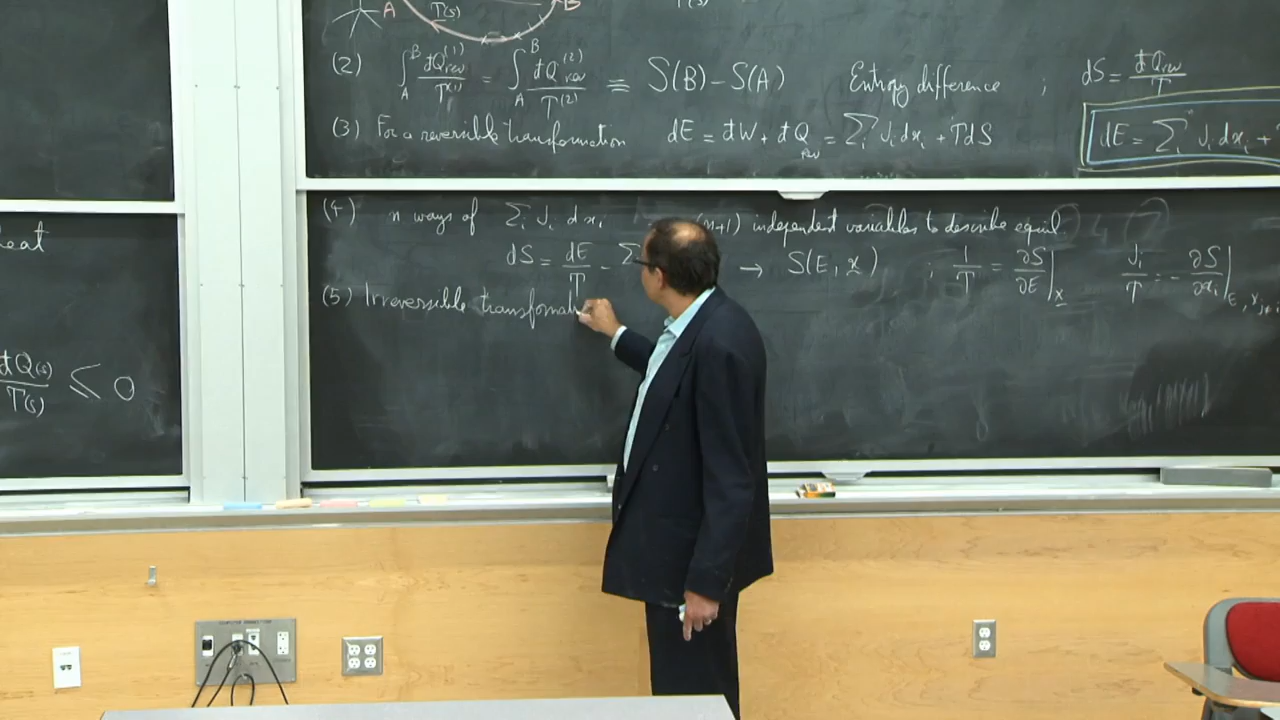 A T(s) B T(s)
(2) ∫_A^B đQ_rev^(1) / T^(1) = ∫_A^B đQ_rev^(2) / T^(2) ≡ S(B) – S(A) Entropy difference ; dS = đQ_rev / T
(3) For a reversible transformation dE = đW + đQ_rev = Σ_i J_i dx_i + TdS dE = Σ_i J_i dx_i +
(4) n ways of Σ_i J_i dx_i (n+1) independent variables to describe equil.
dS = dE / T – Σ → S(E, x) ; 1/T = ∂S/∂E |_x J_i/T = – ∂S/∂x_i |_E, x_j≠i
(5) Irreversible transformati
eat
đQ(s) / T(s) ≤ 0